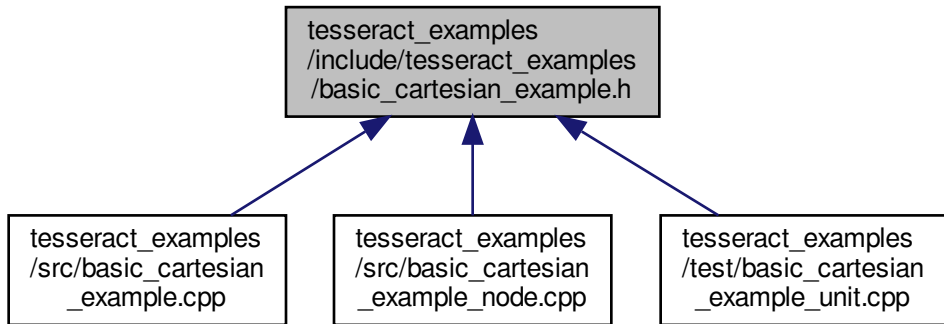 tesseract_examples
/include/tesseract_examples
/basic_cartesian_example.h
tesseract_examples
/src/basic_cartesian
_example.cpp
tesseract_examples
/src/basic_cartesian
_example_node.cpp
tesseract_examples
/test/basic_cartesian
_example_unit.cpp